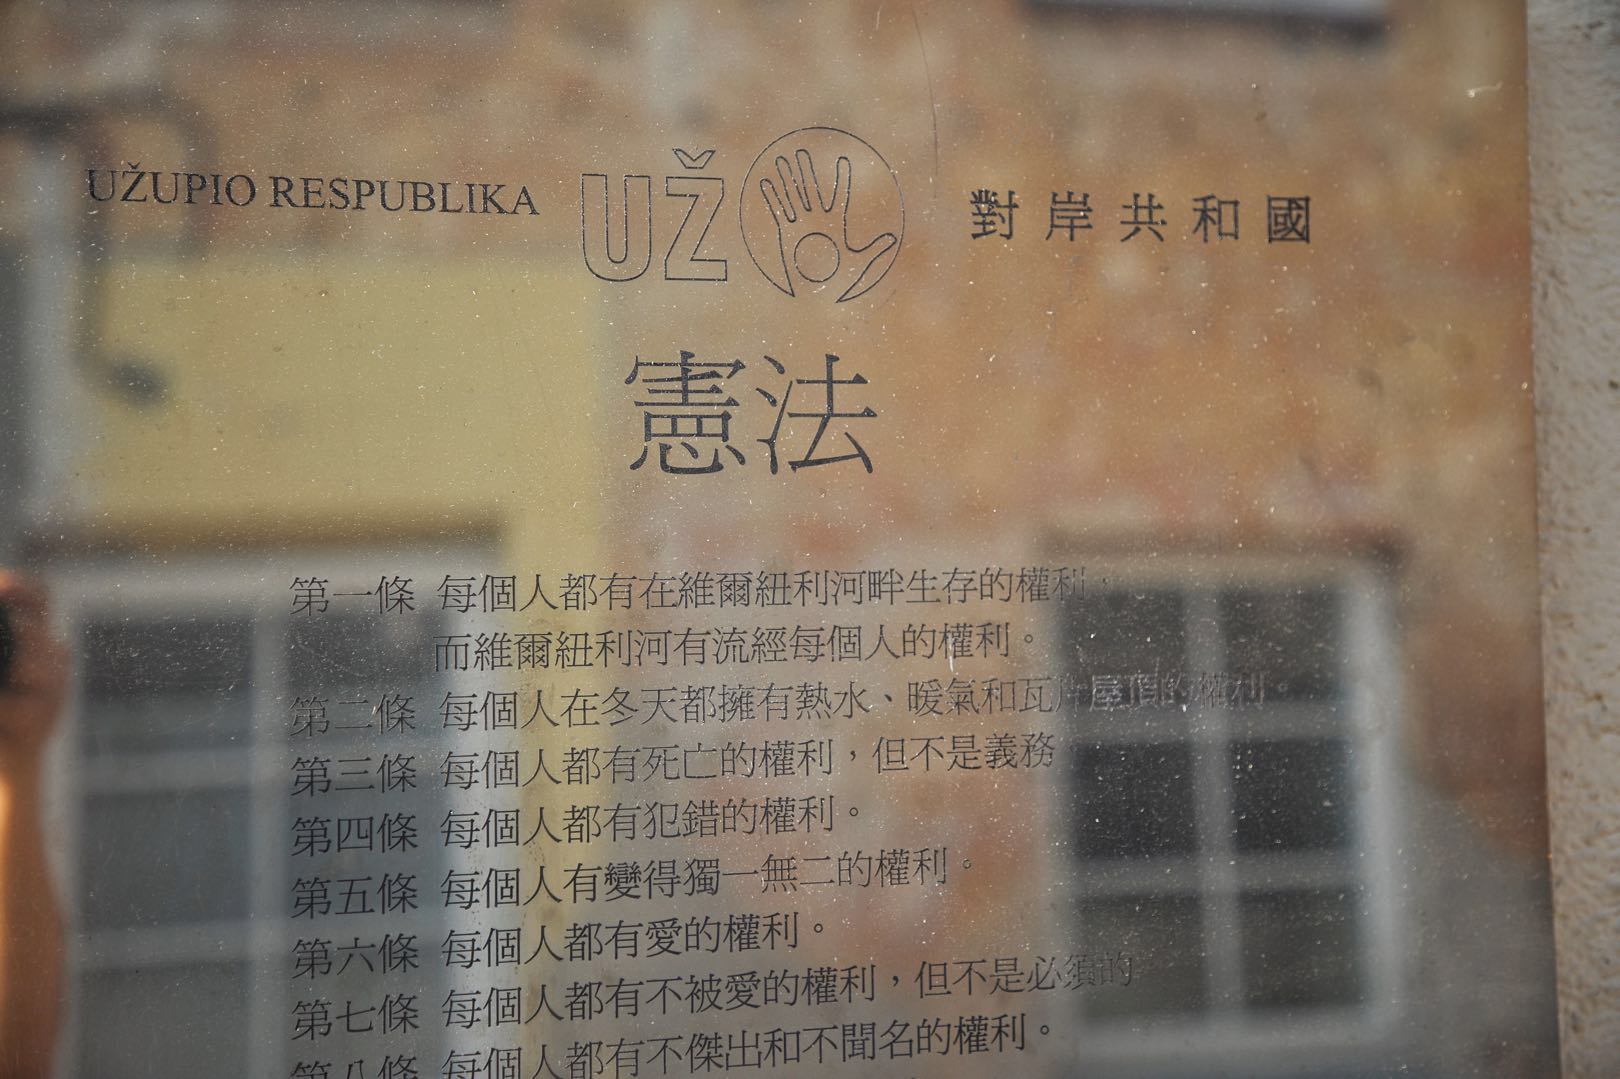 UŽUPIO RESPUBLIKA UŽ 對岸共和國
憲法
第一條 每個人都有在維爾紐利河畔生存的權利，
而維爾紐利河有流經每個人的權利。
第二條 每個人在冬天都擁有熱水、暖氣和瓦片屋頂的權利。
第三條 每個人都有死亡的權利，但不是義務
第四條 每個人都有犯錯的權利。
第五條 每個人有變得獨一無二的權利。
第六條 每個人都有愛的權利。
第七條 每個人都有不被愛的權利，但不是必須的
第八條 每個人都有不傑出和不聞名的權利。